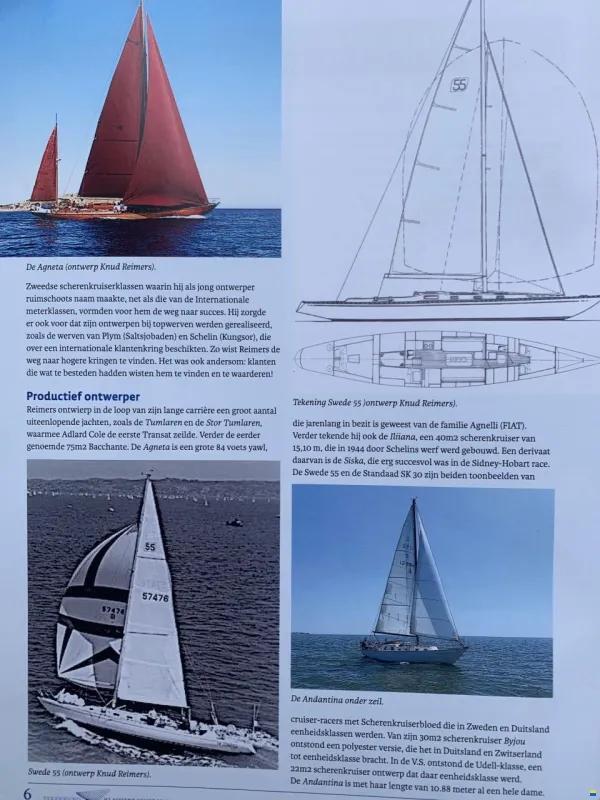 De Agneta (ontwerp Knud Reimers).
Zweedse scherenkruiserklassen waarin hij als jong ontwerper
ruimschoots naam maakte, net als die van de Internationale
meterklassen, vormden voor hem de weg naar succes. Hij zorgde
er ook voor dat zijn ontwerpen bij topwerven werden gerealiseerd,
zoals de werven van Plym (Saltsjobaden) en Schelin (Kungsor), die
over een internationale klantenkring beschikten. Zo wist Reimers de
weg naar hogere kringen te vinden. Het was ook andersom: klanten
die wat te besteden hadden wisten hem te vinden en te waarderen!
Productief ontwerper
Reimers ontwierp in de loop van zijn lange carrière een groot aantal
uiteenlopende jachten, zoals de Tumlaren en de Stor Tumlaren,
waarmee Adlard Cole de eerste Transat zeilde. Verder de eerder
genoemde 75m2 Bacchante. De Agneta is een grote 84 voets yawl,
55
57476
57476
Swede 55 (ontwerp Knud Reimers).
6
55
Tekening Swede 55 )ontwerp Knud Reimers).
die jarenlang in bezit is geweest van de familie Agnelli (FIAT).
Verder tekende hij ook de Iliiana, een 40m2 scherenkruiser van
15,10 m, die in 1944 door Schelins werf werd gebouwd. Een derivaat
daarvan is de Siska, die erg succesvol was in de Sidney-Hobart race.
De Swede 55 en de Standaad SK 30 zijn beiden toonbeelden van
De Andantina onder zeil.
cruiser-racers met Scherenkruiserbloed die in Zweden en Duitsland
eenheidsklassen werden. Van zijn 30m2 scherenkruiser Byjou
ontstond een polyester versie, die het in Duitsland en Zwitserland
tot eenheidsklasse bracht. In de V.S. ontstond de Udell-klasse, een
22m2 scherenkruiser ontwerp dat daar eenheidsklasse werd.
De Andantina is met haar lengte van 10.88 meter al een hele dame.